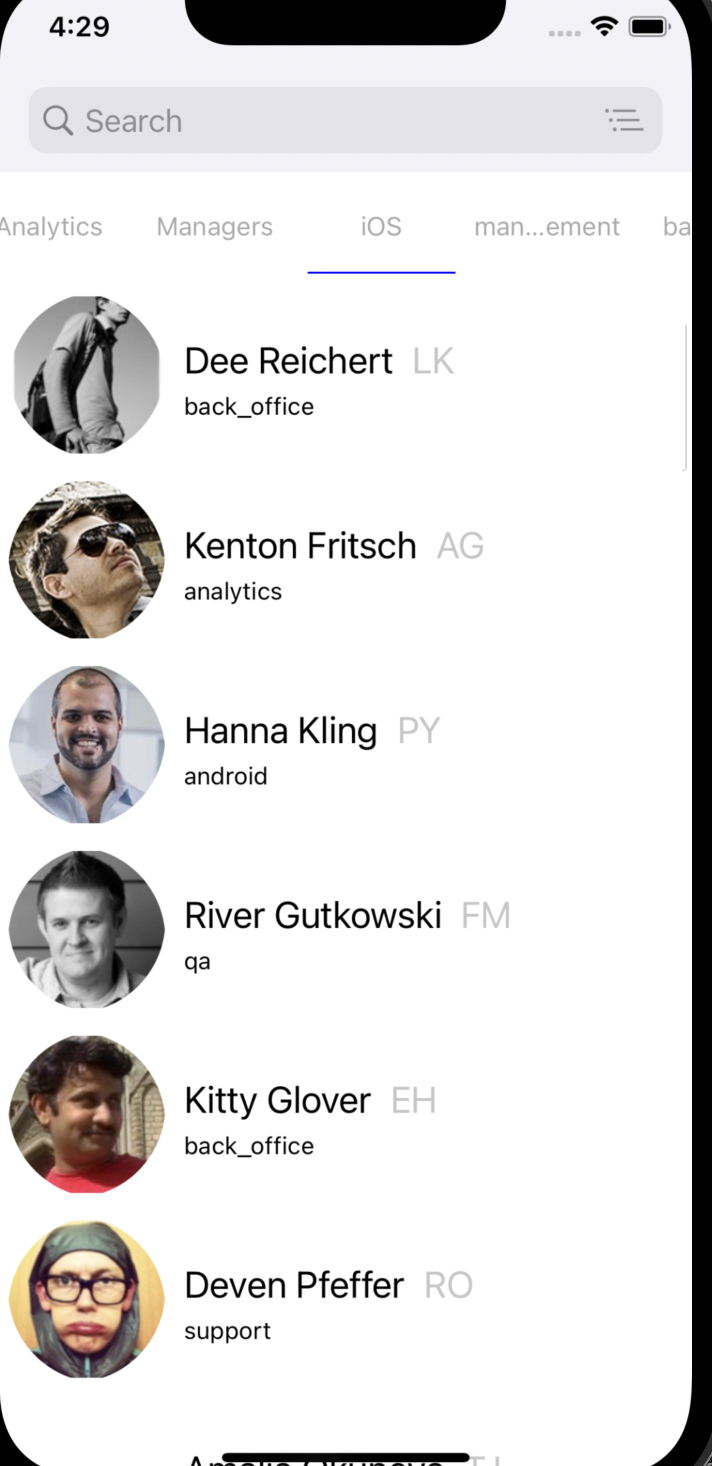 4:29
Search
Analytics Managers iOS man...ement ba
Dee Reichert LK
back_office
Kenton Fritsch AG
analytics
Hanna Kling PY
android
River Gutkowski FM
qa
Kitty Glover EH
back_office
Deven Pfeffer RO
support